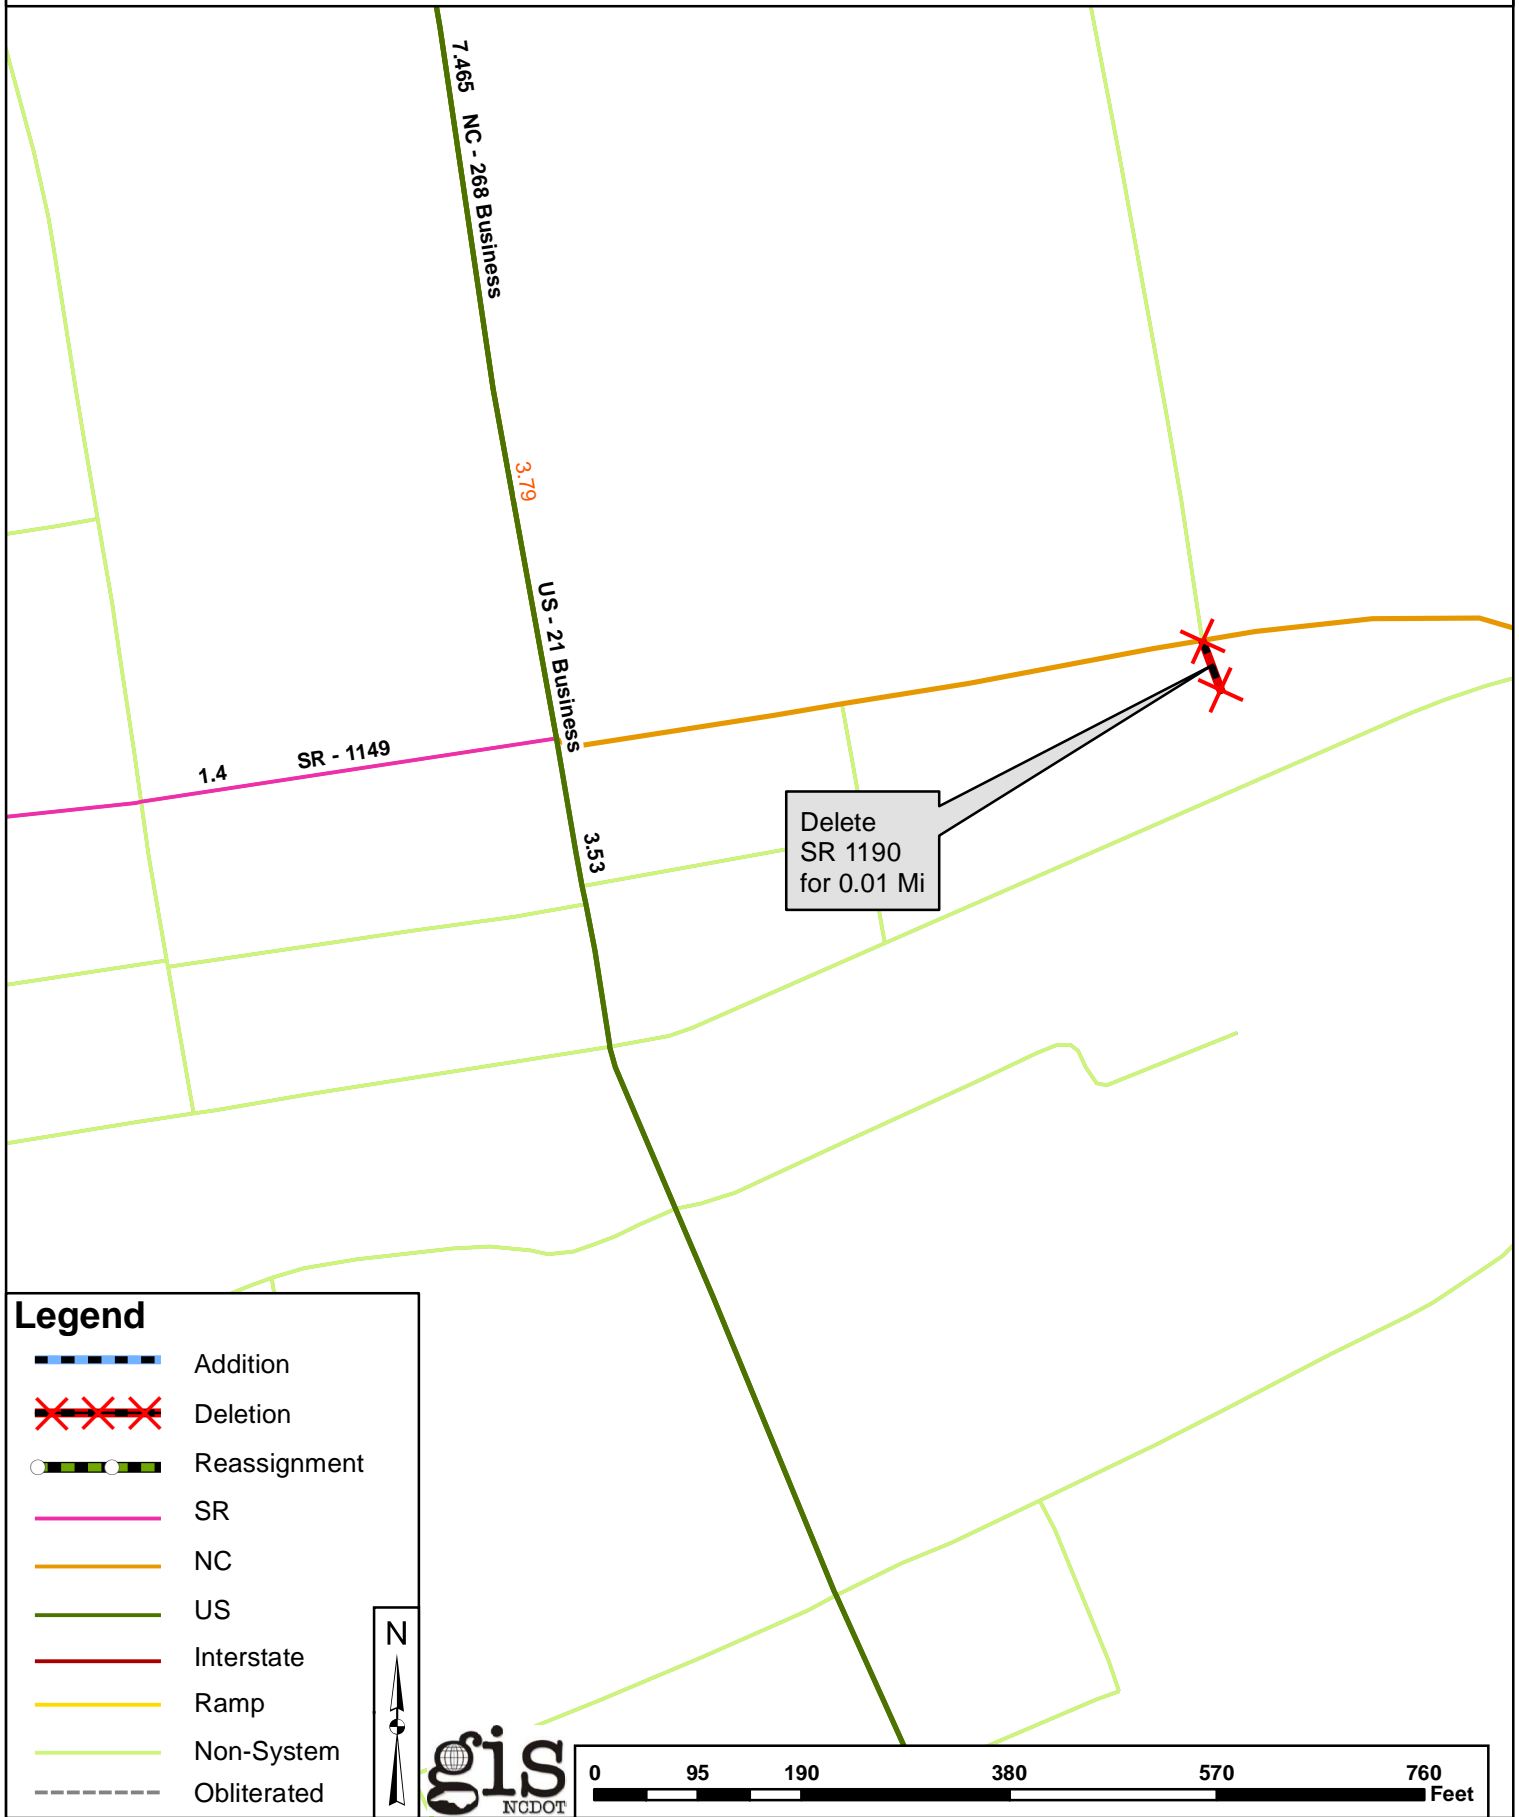 7.465 NC - 268 Business
3.79
US - 21 Business
SR - 1149
1.4
3.53
Delete
SR 1190
for 0.01 Mi
Legend
Addition
Deletion
Reassignment
SR
NC
US
Interstate
Ramp
Non-System
Obliterated
N
gis
NCDOT
0 95 190 380 570 760
Feet